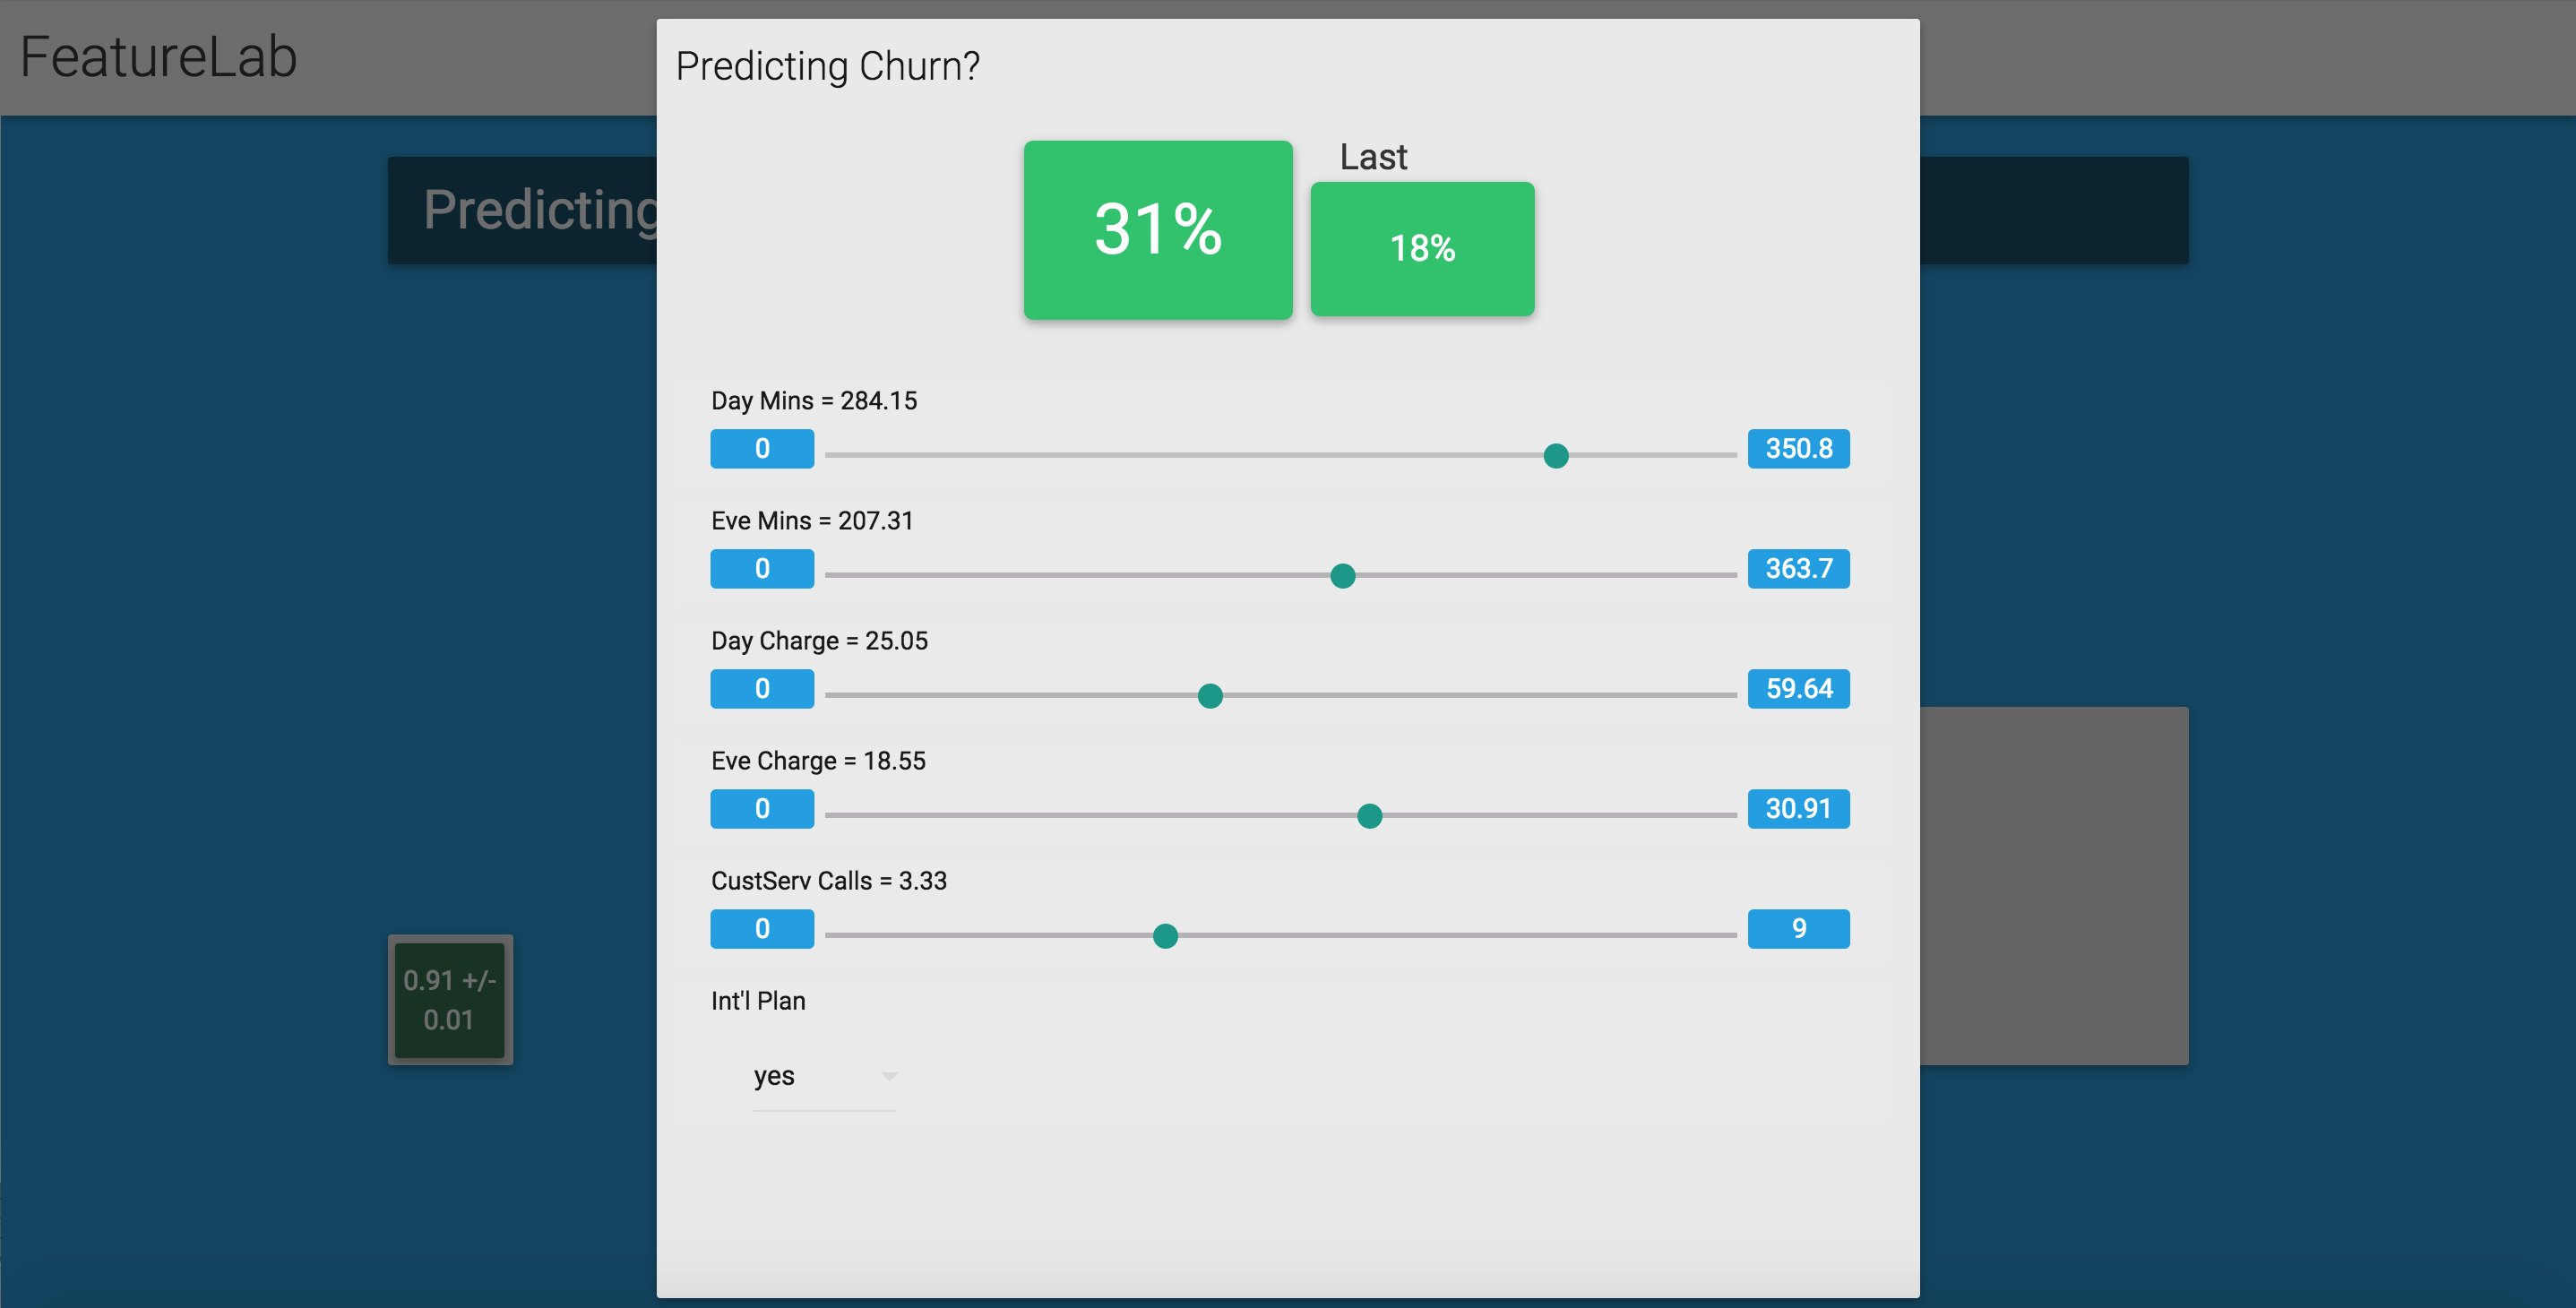 FeatureLab
Predicting
Predicting Churn?
31%
Last
18%
Day Mins = 284.15
0
350.8
Eve Mins = 207.31
0
363.7
Day Charge = 25.05
0
59.64
Eve Charge = 18.55
0
30.91
CustServ Calls = 3.33
0
9
Int'l Plan
yes
0.91 +/-
0.01